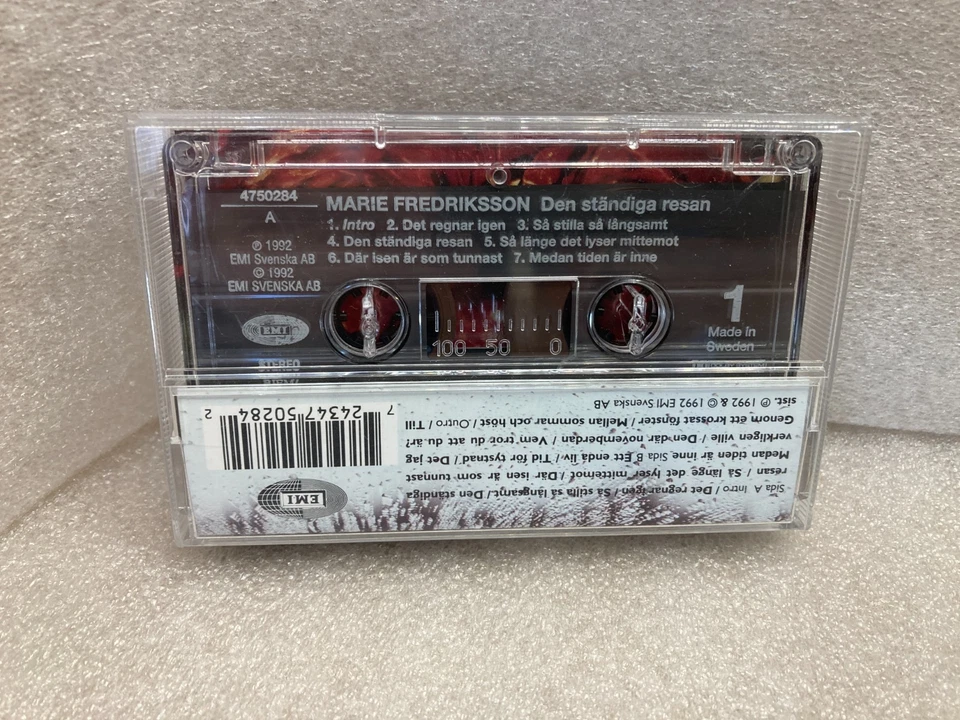 4750284
A
℗ 1992
EMI Svenska AB
© 1992
EMI SVENSKA AB
EMI
STEREO
BIEM/
MARIE FREDRIKSSON Den ständiga resan
1. Intro 2. Det regnar igen 3. Så stilla så långsamt
4. Den ständiga resan 5. Så länge det lyser mittemot
6. Där isen är som tunnast 7. Medan tiden är inne
100 50 0
1
Made in
Sweden
Sida A Intro / Det regnar igen / Så stilla så långsamt / Den ständiga
resan / Så länge det lyser mittemot / Där isen är som tunnast
Medan tiden är inne Sida B Ett enda liv / Tid för tystnad / Det jag
verkligen ville / Den där novemberdan / Vem tror du att du är?
Genom ett krossat fönster / Mellan sommar och höst / Outro / Till
sist. ℗ 1992 & © 1992 EMI Svenska AB
EMI
7 24347 50284 2